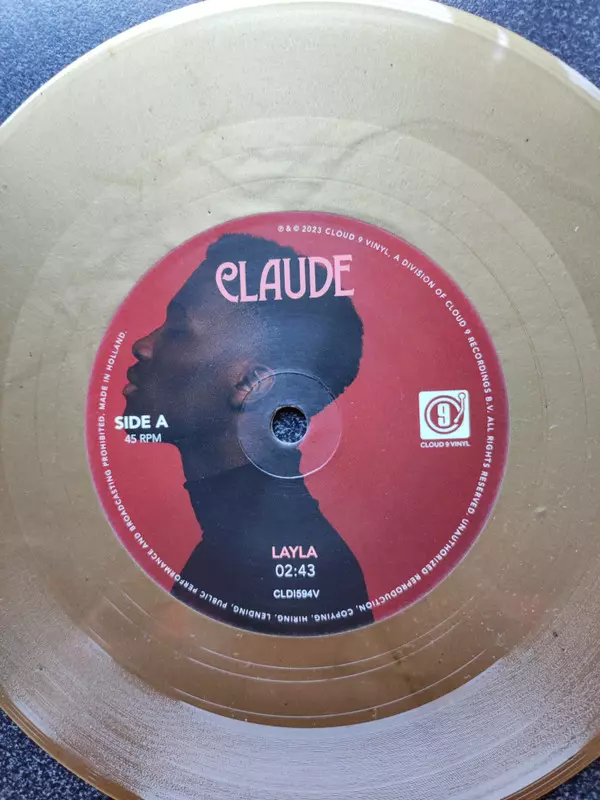 CLAUDE
SIDE A
45 RPM
9
CLOUD 9 VINYL
LAYLA
02:43
CLDI594V
℗ & © 2023 CLOUD 9 VINYL, A DIVISION OF CLOUD 9 RECORDINGS B.V. ALL RIGHTS RESERVED. UNAUTHORIZED REPRODUCTION, COPYING, HIRING, LENDING, PUBLIC PERFORMANCE AND BROADCASTING PROHIBITED. MADE IN HOLLAND.